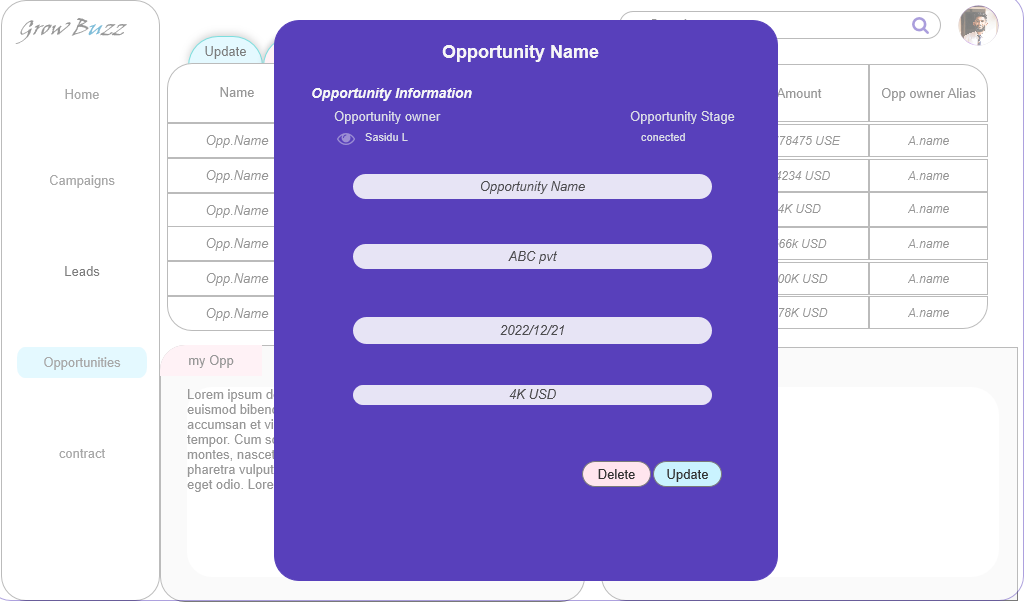 Grow Buzz
Home
Campaigns
Leads
Opportunities
contract
Update
Name
Amount
Opp owner Alias
Opp.Name
78475 USE
A.name
Opp.Name
4234 USD
A.name
Opp.Name
4K USD
A.name
Opp.Name
66k USD
A.name
Opp.Name
00K USD
A.name
Opp.Name
78K USD
A.name
my Opp
Lorem ipsum d
euismod bibend
accumsan et vi
tempor. Cum so
montes, nascet
pharetra vulput
eget odio. Lore
Opportunity Name
Opportunity Information
Opportunity owner
Opportunity Stage
Sasidu L
conected
Opportunity Name
ABC pvt
2022/12/21
4K USD
Delete
Update